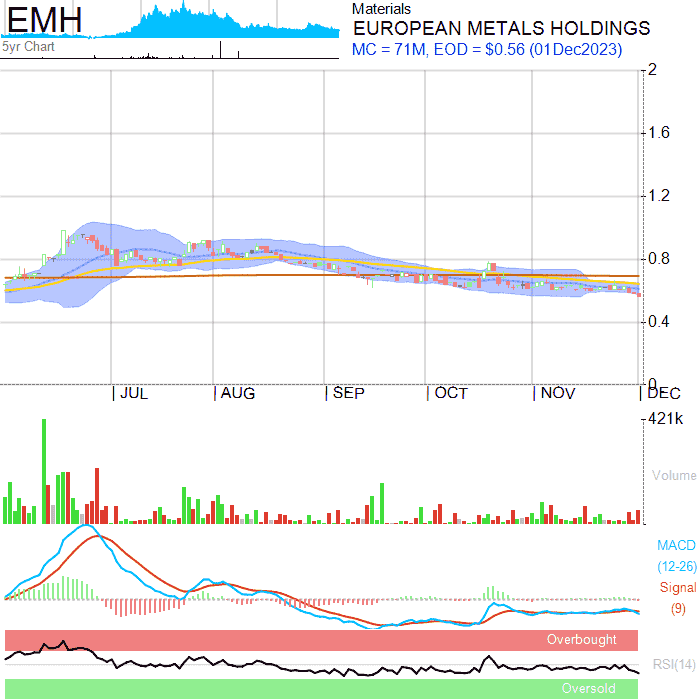 EMH
5yr Chart
Materials
EUROPEAN METALS HOLDINGS
MC = 71M, EOD = $0.56 (01Dec2023)
2
1.6
1.2
0.8
0.4
0
JUL
AUG
SEP
OCT
NOV
DEC
421k
Volume
MACD
(12-26)
Signal
(9)
Overbought
RSI(14)
Oversold